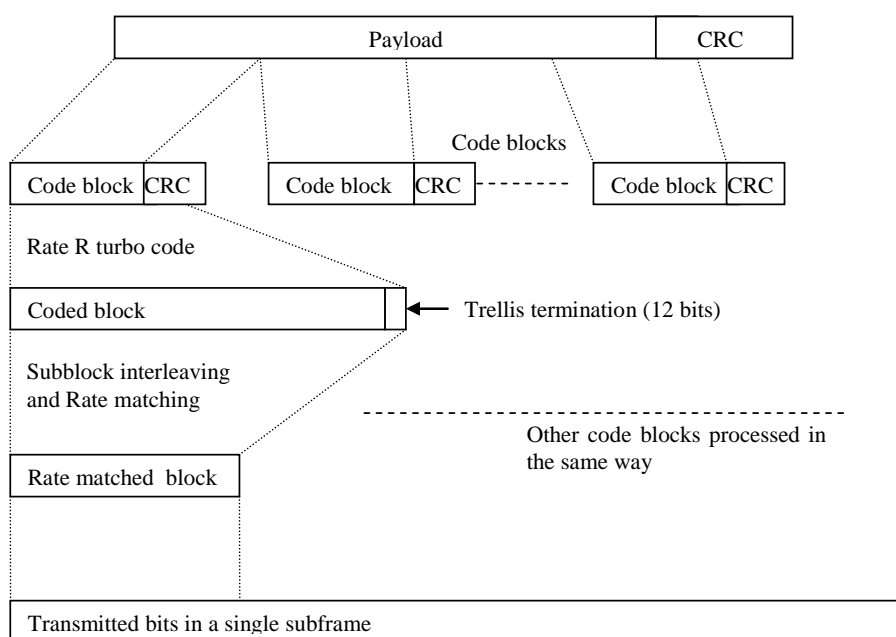 Payload CRC
Code blocks
Code block CRC Code block CRC Code block CRC
Rate R turbo code
Coded block
Trellis termination (12 bits)
Subblock interleaving
and Rate matching
Other code blocks processed in
the same way
Rate matched block
Transmitted bits in a single subframe